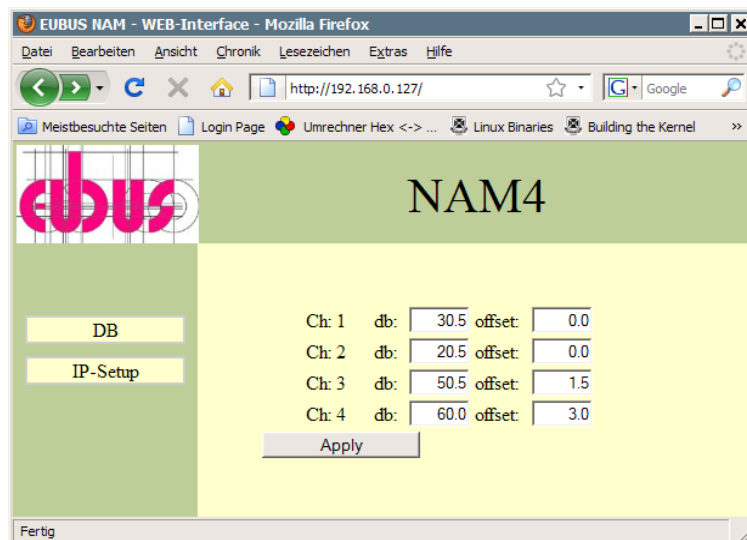 EUBUS NAM - WEB-Interface - Mozilla Firefox
Datei Bearbeiten Ansicht Chronik Lesezeichen Extras Hilfe
http://192.168.0.127/ G Google
Meistbesuchte Seiten Login Page Umrechner Hex <-> ... Linux Binaries Building the Kernel »
eubus
NAM4
DB
IP-Setup
Ch: 1 db: 30.5 offset: 0.0
Ch: 2 db: 20.5 offset: 0.0
Ch: 3 db: 50.5 offset: 1.5
Ch: 4 db: 60.0 offset: 3.0
Apply
Fertig